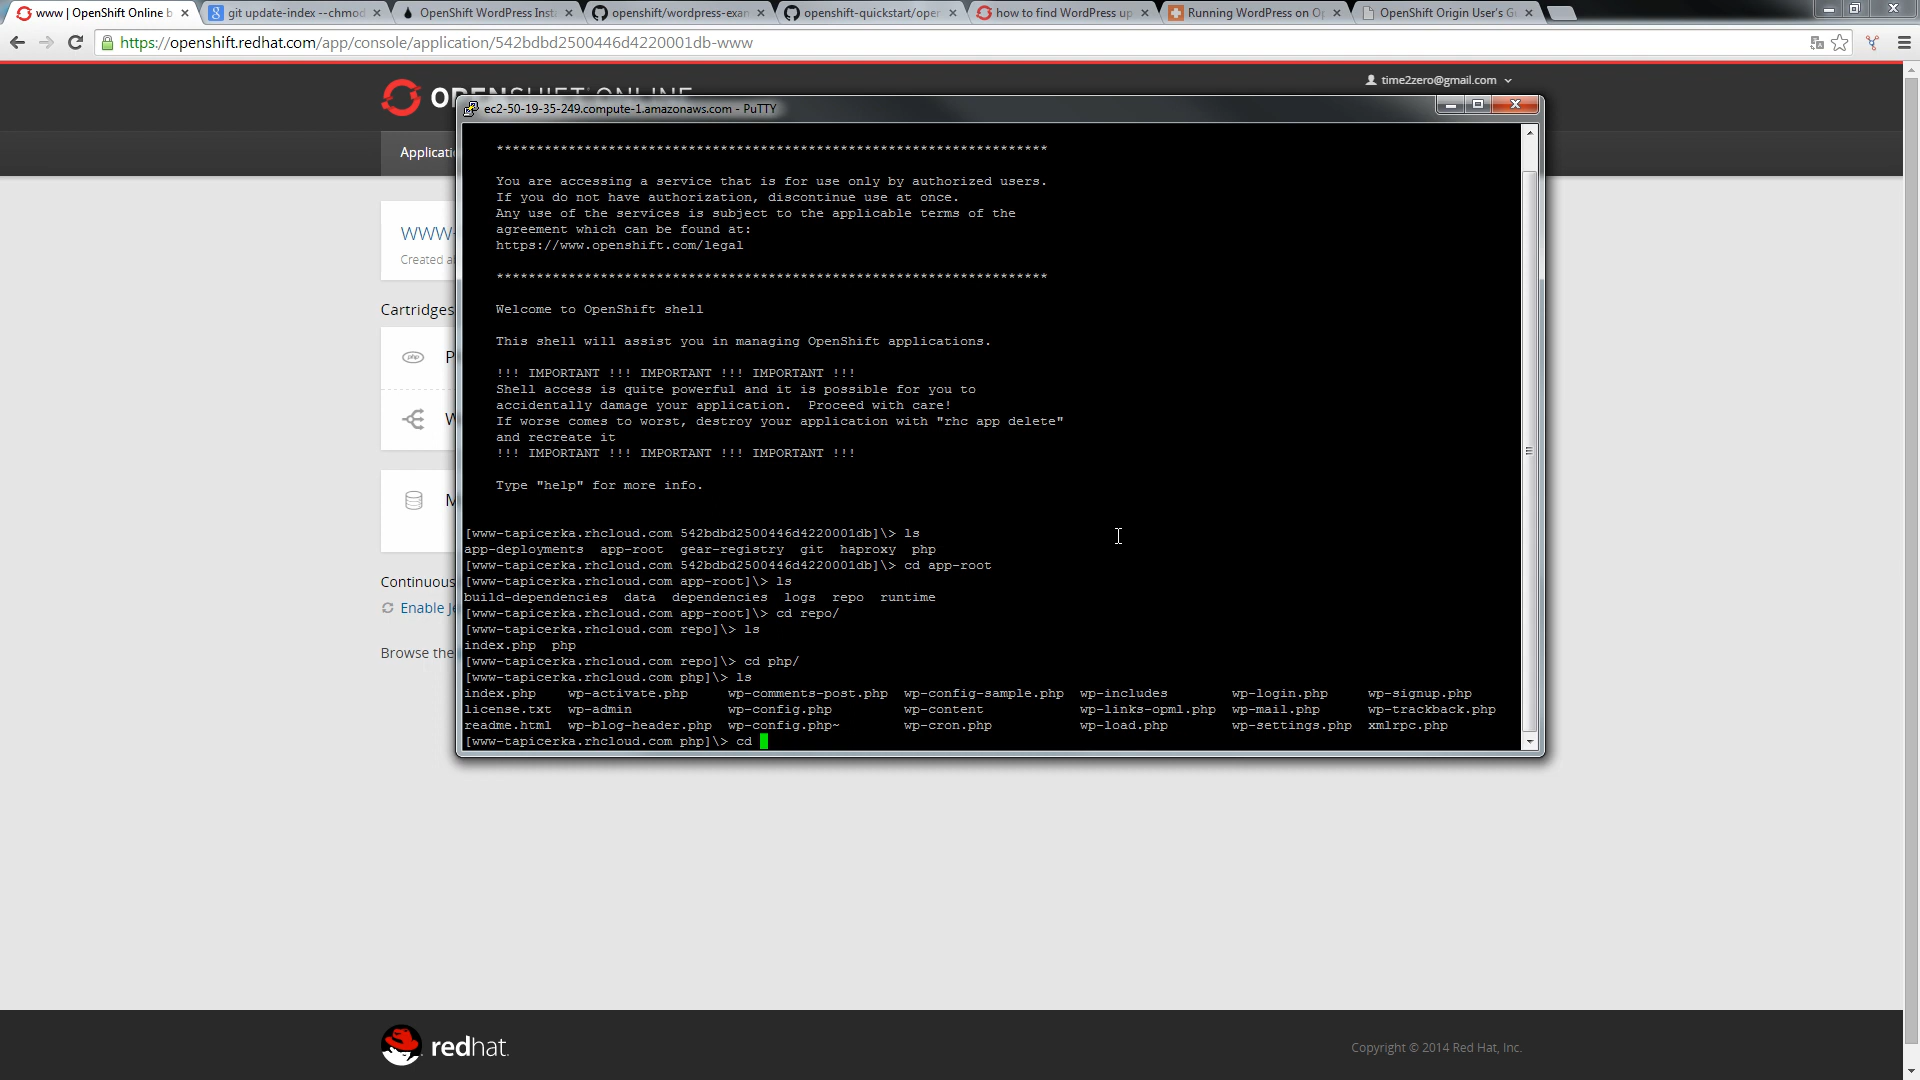 www | OpenShift Online b
git update-index --chmod
OpenShift WordPress Insta
openshift/wordpress-exam
openshift-quickstart/open
how to find WordPress up
Running WordPress on Op
OpenShift Origin User's Gu
https://openshift.redhat.com/app/console/application/542bdbd2500446d4220001db-www
time2zero@gmail.com
OPENSHIFT ONLINE
ec2-50-19-35-249.compute-1.amazonaws.com - PuTTY
Applicati
*********************************************************************
You are accessing a service that is for use only by authorized users.
If you do not have authorization, discontinue use at once.
Any use of the services is subject to the applicable terms of the
agreement which can be found at:
https://www.openshift.com/legal
*********************************************************************
Welcome to OpenShift shell
This shell will assist you in managing OpenShift applications.
!!! IMPORTANT !!! IMPORTANT !!! IMPORTANT !!!
Shell access is quite powerful and it is possible for you to
accidentally damage your application.  Proceed with care!
If worse comes to worst, destroy your application with "rhc app delete"
and recreate it
!!! IMPORTANT !!! IMPORTANT !!! IMPORTANT !!!
Type "help" for more info.
[www-tapicerka.rhcloud.com 542bdbd2500446d4220001db]\> ls
app-deployments  app-root  gear-registry  git  haproxy  php
[www-tapicerka.rhcloud.com 542bdbd2500446d4220001db]\> cd app-root
[www-tapicerka.rhcloud.com app-root]\> ls
build-dependencies  data  dependencies  logs  repo  runtime
[www-tapicerka.rhcloud.com app-root]\> cd repo/
[www-tapicerka.rhcloud.com repo]\> ls
index.php  php
[www-tapicerka.rhcloud.com repo]\> cd php/
[www-tapicerka.rhcloud.com php]\> ls
index.php    wp-activate.php     wp-comments-post.php  wp-config-sample.php  wp-includes        wp-login.php     wp-signup.php
license.txt  wp-admin            wp-config.php         wp-content            wp-links-opml.php  wp-mail.php      wp-trackback.php
readme.html  wp-blog-header.php  wp-config.php~        wp-cron.php           wp-load.php        wp-settings.php  xmlrpc.php
[www-tapicerka.rhcloud.com php]\> cd
WWW-
Created a
Cartridges
php
P
W
M
Continuous
Enable Je
Browse the
redhat.
Copyright © 2014 Red Hat, Inc.